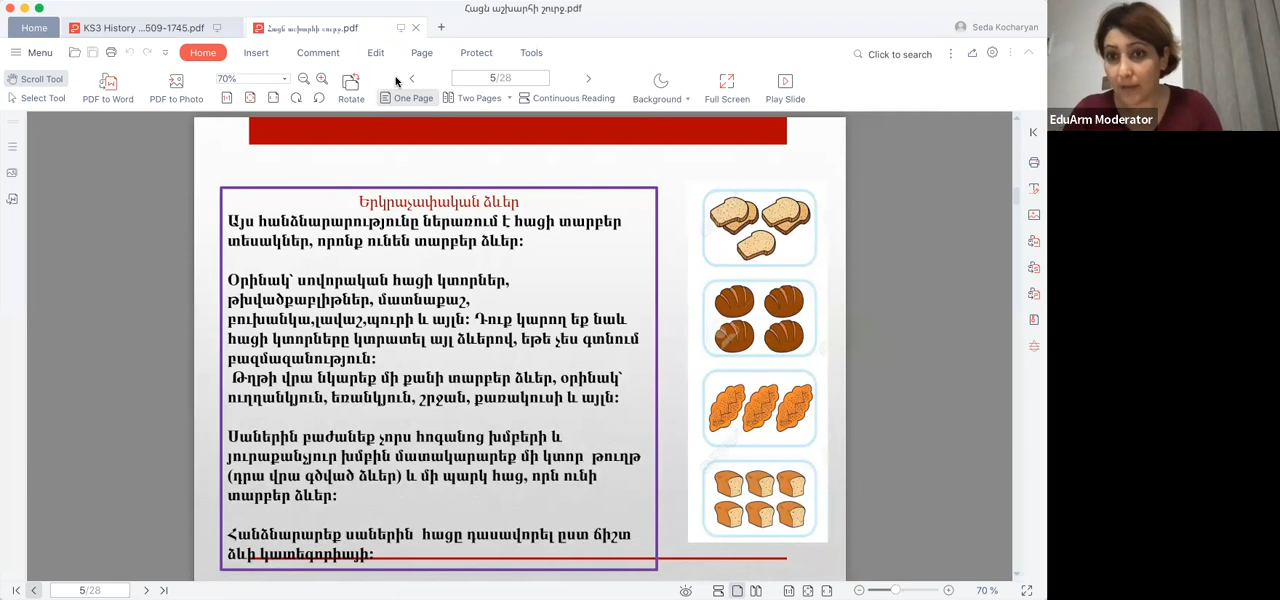 Հացն աշխարհի շուրջ.pdf
Home
KS3 History ...509-1745.pdf
Հացն աշխարհի շուրջ.pdf
Seda Kocharyan
Menu
Home
Insert
Comment
Edit
Page
Protect
Tools
Click to search
Scroll Tool
Select Tool
PDF to Word
PDF to Photo
70%
Rotate
5/28
One Page
Two Pages
Continuous Reading
Background
Full Screen
Play Slide
EduArm Moderator
Երկրաչափական ձևեր
Այս հանձնարարությունը ներառում է հացի տարբեր
տեսակներ, որոնք ունեն տարբեր ձևեր:
Օրինակ՝ սովորական հացի կտորներ,
թխվածքաբլիթներ, մատնաքաշ,
բուխանկա,լավաշ,պուրի և այլն: Դուք կարող եք նաև
հացի կտորները կտրատել այլ ձևերով, եթե չես գտնում
բազմազանություն:
Թղթի վրա նկարեք մի քանի տարբեր ձևեր, օրինակ՝
ուղղանկյուն, եռանկյուն, շրջան, քառակուսի և այլն:
Սաներին բաժանեք չորս հոգանոց խմբերի և
յուրաքանչյուր խմբին մատակարարեք մի կտոր թուղթ
(դրա վրա գծված ձևեր) և մի պարկ հաց, որն ունի
տարբեր ձևեր:
Հանձնարարեք սաներին հացը դասավորել ըստ ճիշտ
ձևի կատեգորիայի:
5/28
70 %